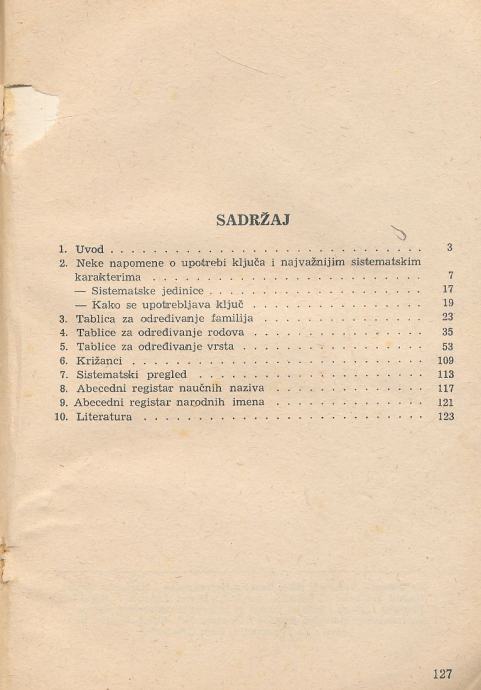 SADRŽAJ
1. Uvod . . . . . . . . . . . . . . . . . . . . . . . . . . . . . . 3
2. Neke napomene o upotrebi ključa i najvažnijim sistematskim
karakterima . . . . . . . . . . . . . . . . . . . . . . . . . . 7
— Sistematske jedinice . . . . . . . . . . . . . . . . . . . . 17
— Kako se upotrebljava ključ . . . . . . . . . . . . . . . . 19
3. Tablica za određivanje familija . . . . . . . . . . . . . . . . 23
4. Tablice za određivanje rodova . . . . . . . . . . . . . . . . . 35
5. Tablice za određivanje vrsta . . . . . . . . . . . . . . . . . . 53
6. Križanci . . . . . . . . . . . . . . . . . . . . . . . . . . . . 109
7. Sistematski pregled . . . . . . . . . . . . . . . . . . . . . . 113
8. Abecedni registar naučnih naziva . . . . . . . . . . . . . . . 117
9. Abecedni registar narodnih imena . . . . . . . . . . . . . . . 121
10. Literatura . . . . . . . . . . . . . . . . . . . . . . . . . . . 123
127